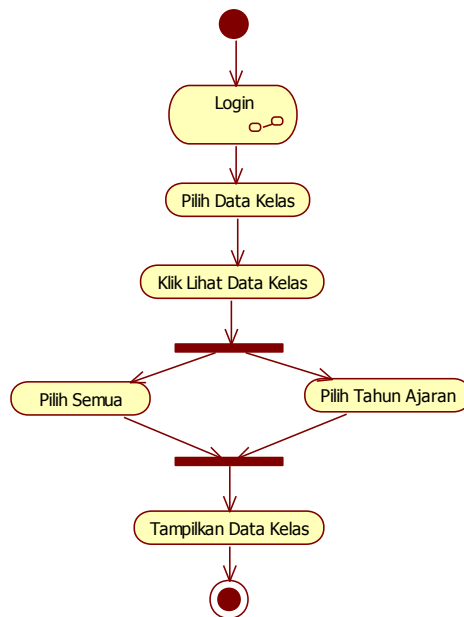 Login
Pilih Data Kelas
Klik Lihat Data Kelas
Pilih Semua
Pilih Tahun Ajaran
Tampilkan Data Kelas